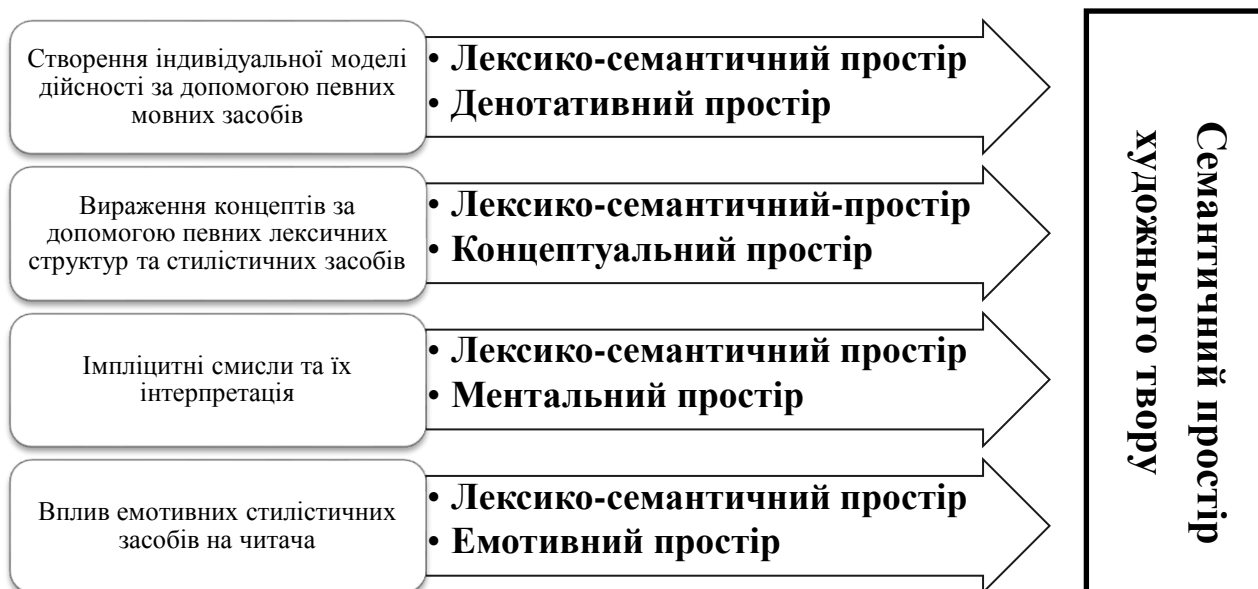 Створення індивідуальної моделі
дійсності за допомогою певних
мовних засобів
• Лексико-семантичний простір
• Денотативний простір
Вираження концептів за
допомогою певних лексичних
структур та стилістичних засобів
• Лексико-семантичний-простір
• Концептуальний простір
Імпліцитні смисли та їх
інтерпретація
• Лексико-семантичний простір
• Ментальний простір
Вплив емотивних стилістичних
засобів на читача
• Лексико-семантичний простір
• Емотивний простір
Семантичний простір
художнього твору